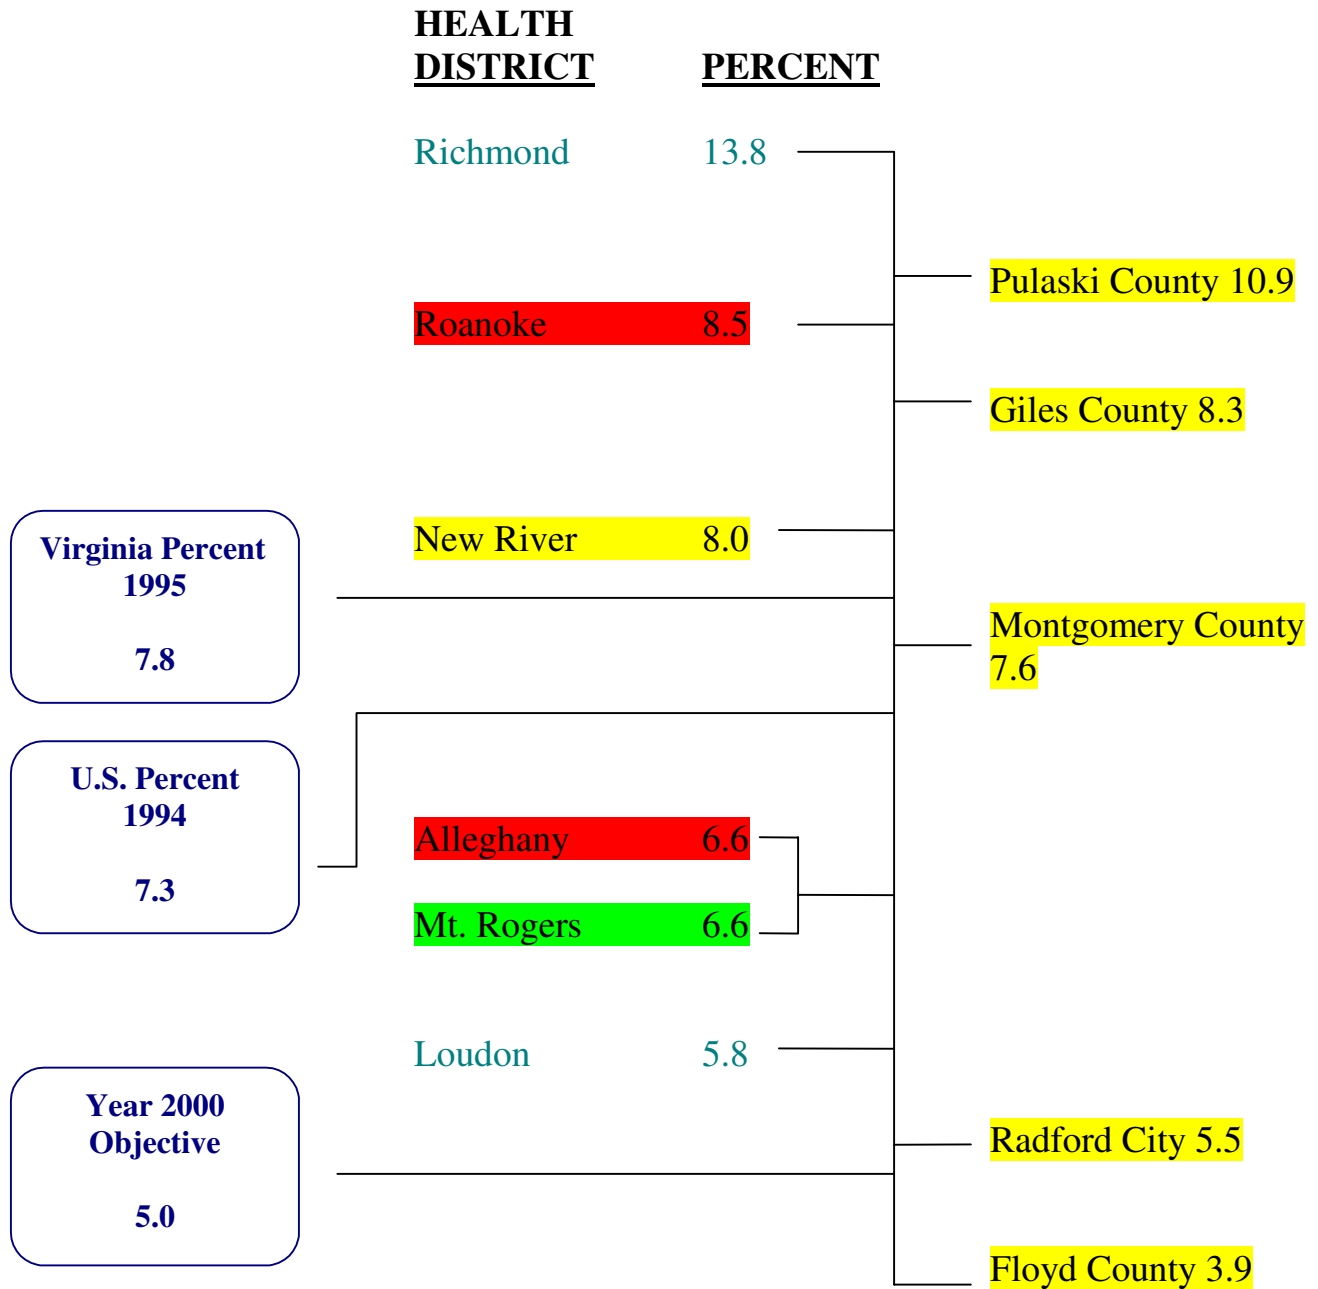 HEALTH
DISTRICT PERCENT
Richmond 13.8
Pulaski County 10.9
Roanoke 8.5
Giles County 8.3
New River 8.0
Virginia Percent
1995
7.8
Montgomery County
7.6
U.S. Percent
1994
7.3
Alleghany 6.6
Mt. Rogers 6.6
Loudon 5.8
Year 2000
Objective
5.0
Radford City 5.5
Floyd County 3.9